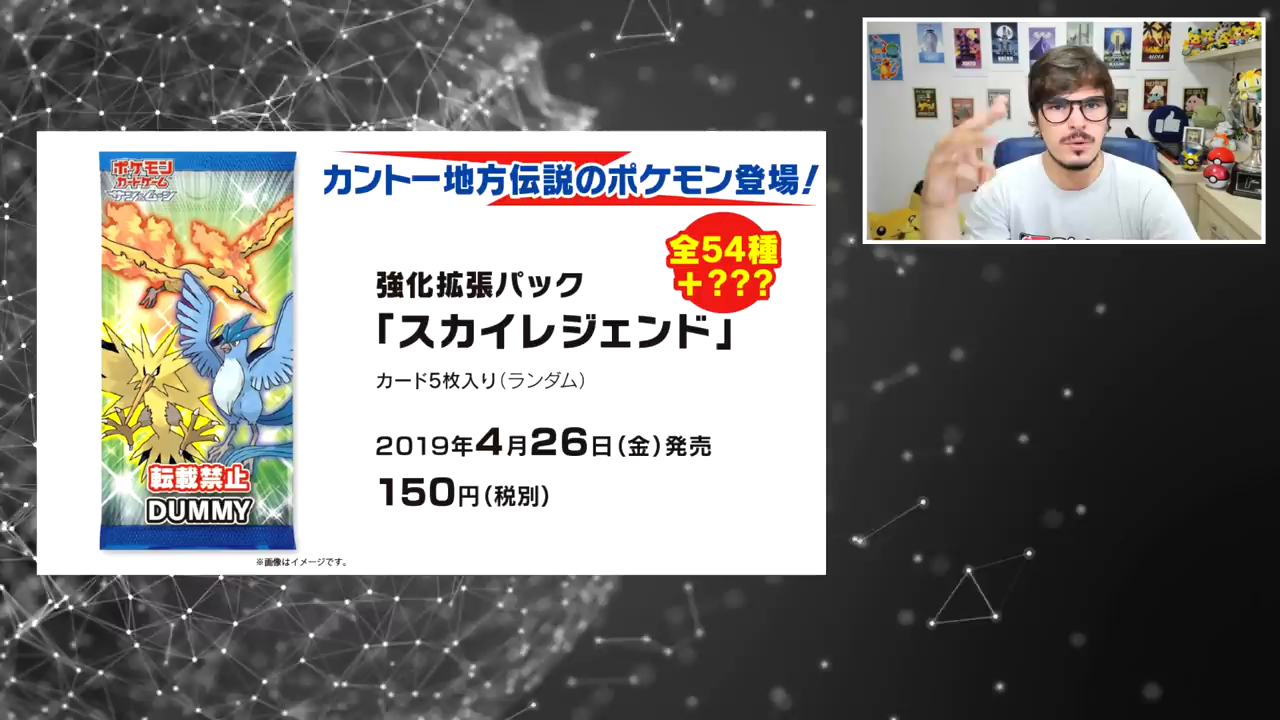 カントー地方伝説のポケモン登場！
ポケモン
カードゲーム
サン&ムーン
全54種
＋？？？
強化拡張パック
「スカイレジェンド」
カード5枚入り（ランダム）
2019年4月26日（金）発売
150円（税別）
転載禁止
DUMMY
※画像はイメージです。